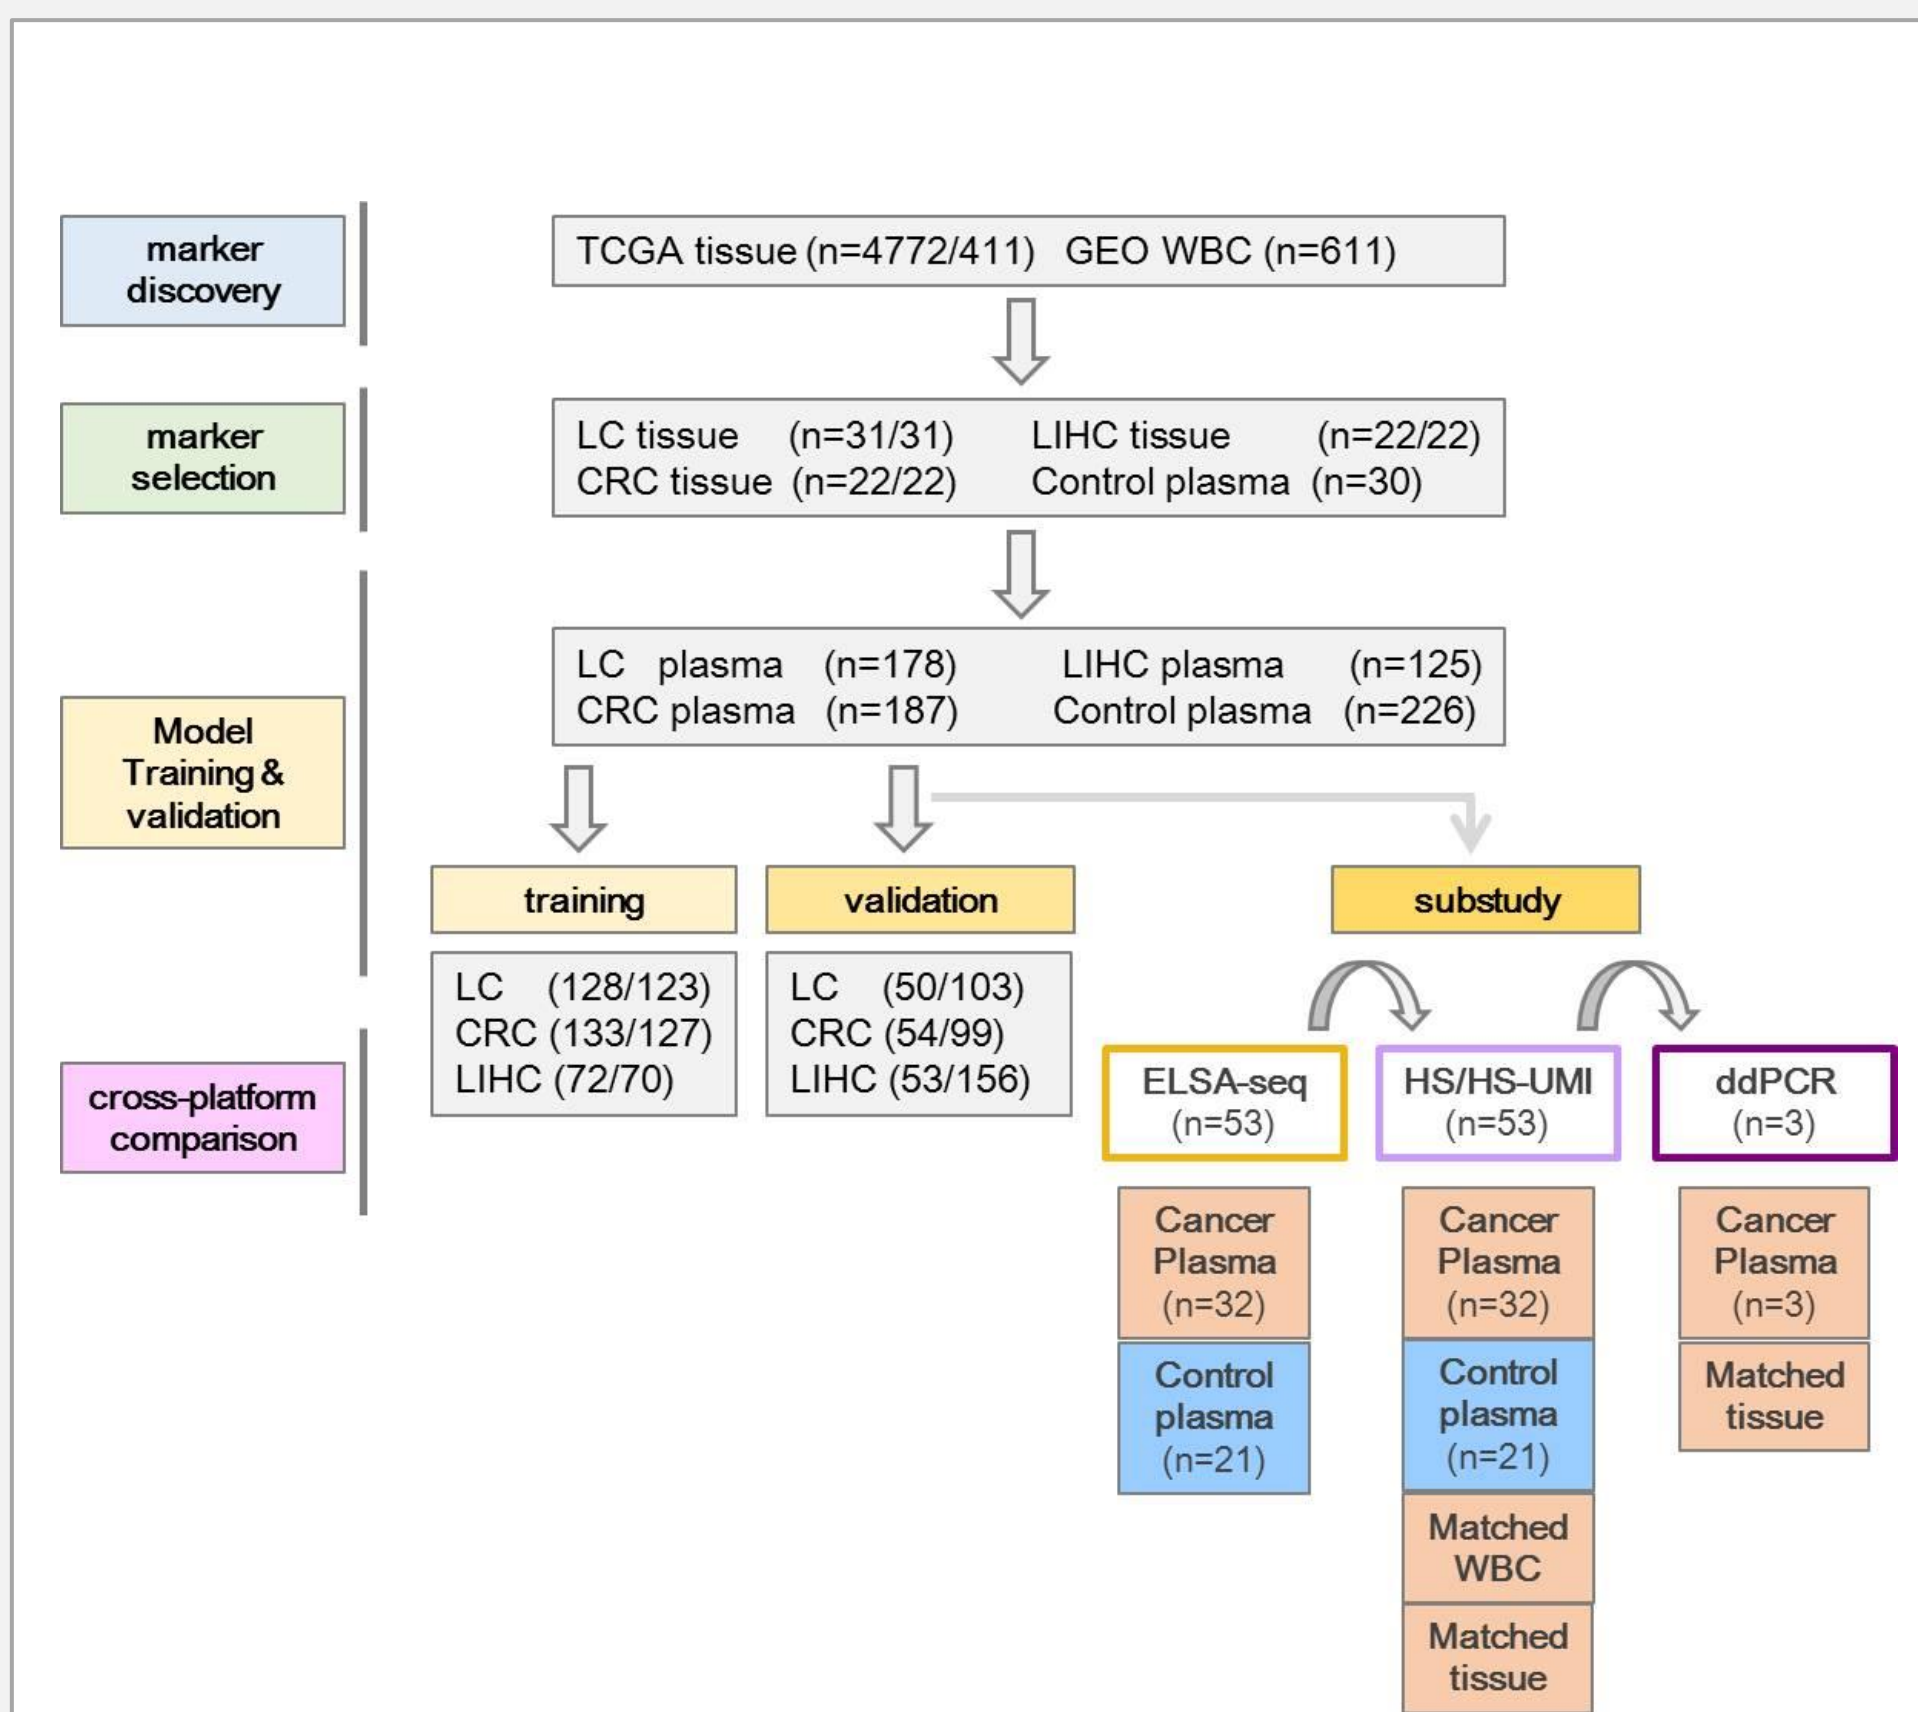 marker
discovery
TCGA tissue (n=4772/411) GEO WBC (n=611)
marker
selection
LC tissue (n=31/31) LIHC tissue (n=22/22)
CRC tissue (n=22/22) Control plasma (n=30)
Model
Training &
validation
LC plasma (n=178) LIHC plasma (n=125)
CRC plasma (n=187) Control plasma (n=226)
training
validation
substudy
LC (128/123)
CRC (133/127)
LIHC (72/70)
LC (50/103)
CRC (54/99)
LIHC (53/156)
cross-platform
comparison
ELSA-seq
(n=53)
HS/HS-UMI
(n=53)
ddPCR
(n=3)
Cancer
Plasma
(n=32)
Control
plasma
(n=21)
Cancer
Plasma
(n=32)
Control
plasma
(n=21)
Matched
WBC
Matched
tissue
Cancer
Plasma
(n=3)
Matched
tissue